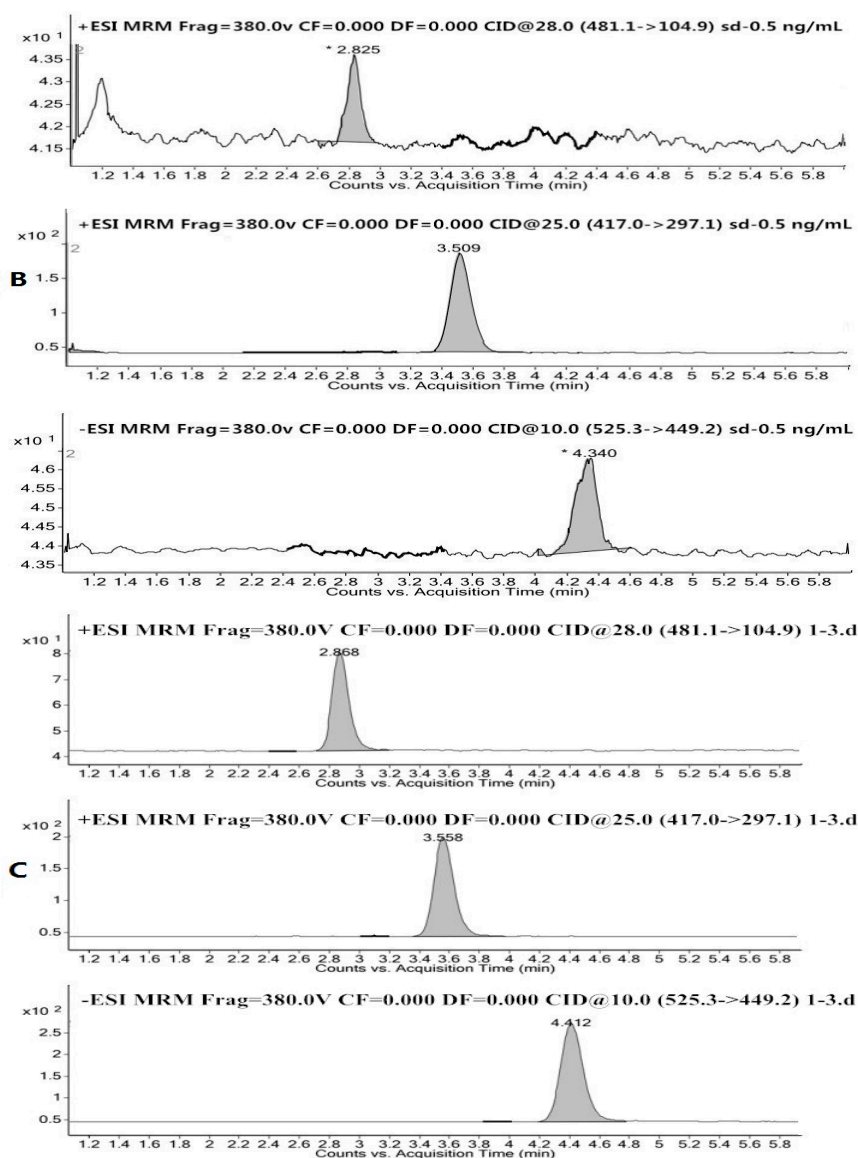 +ESI MRM Frag=380.0v CF=0.000 DF=0.000 CID@28.0 (481.1->104.9) sd-0.5 ng/mL
x10 1
2
* 2.825
4.35
4.3
4.25
4.2
4.15
1.2 1.4 1.6 1.8 2 2.2 2.4 2.6 2.8 3 3.2 3.4 3.6 3.8 4 4.2 4.4 4.6 4.8 5 5.2 5.4 5.6 5.8
Counts vs. Acquisition Time (min)
+ESI MRM Frag=380.0v CF=0.000 DF=0.000 CID@25.0 (417.0->297.1) sd-0.5 ng/mL
x10 2
2
3.509
B
1.5
1
0.5
1.2 1.4 1.6 1.8 2 2.2 2.4 2.6 2.8 3 3.2 3.4 3.6 3.8 4 4.2 4.4 4.6 4.8 5 5.2 5.4 5.6 5.8
Counts vs. Acquisition Time (min)
-ESI MRM Frag=380.0v CF=0.000 DF=0.000 CID@10.0 (525.3->449.2) sd-0.5 ng/mL
x10 1
2
* 4.340
4.6
4.55
4.5
4.45
4.4
4.35
1.2 1.4 1.6 1.8 2 2.2 2.4 2.6 2.8 3 3.2 3.4 3.6 3.8 4 4.2 4.4 4.6 4.8 5 5.2 5.4 5.6 5.8
Counts vs. Acquisition Time (min)
+ESI MRM Frag=380.0V CF=0.000 DF=0.000 CID@28.0 (481.1->104.9) 1-3.d
x10 1
2.868
8
7
6
5
4
1.2 1.4 1.6 1.8 2 2.2 2.4 2.6 2.8 3 3.2 3.4 3.6 3.8 4 4.2 4.4 4.6 4.8 5 5.2 5.4 5.6 5.8
Counts vs. Acquisition Time (min)
+ESI MRM Frag=380.0V CF=0.000 DF=0.000 CID@25.0 (417.0->297.1) 1-3.d
x10 2
3.558
2
1.5
C
1
0.5
1.2 1.4 1.6 1.8 2 2.2 2.4 2.6 2.8 3 3.2 3.4 3.6 3.8 4 4.2 4.4 4.6 4.8 5 5.2 5.4 5.6 5.8
Counts vs. Acquisition Time (min)
-ESI MRM Frag=380.0V CF=0.000 DF=0.000 CID@10.0 (525.3->449.2) 1-3.d
x10 2
4.412
2.5
2
1.5
1
0.5
1.2 1.4 1.6 1.8 2 2.2 2.4 2.6 2.8 3 3.2 3.4 3.6 3.8 4 4.2 4.4 4.6 4.8 5 5.2 5.4 5.6 5.8
Counts vs. Acquisition Time (min)